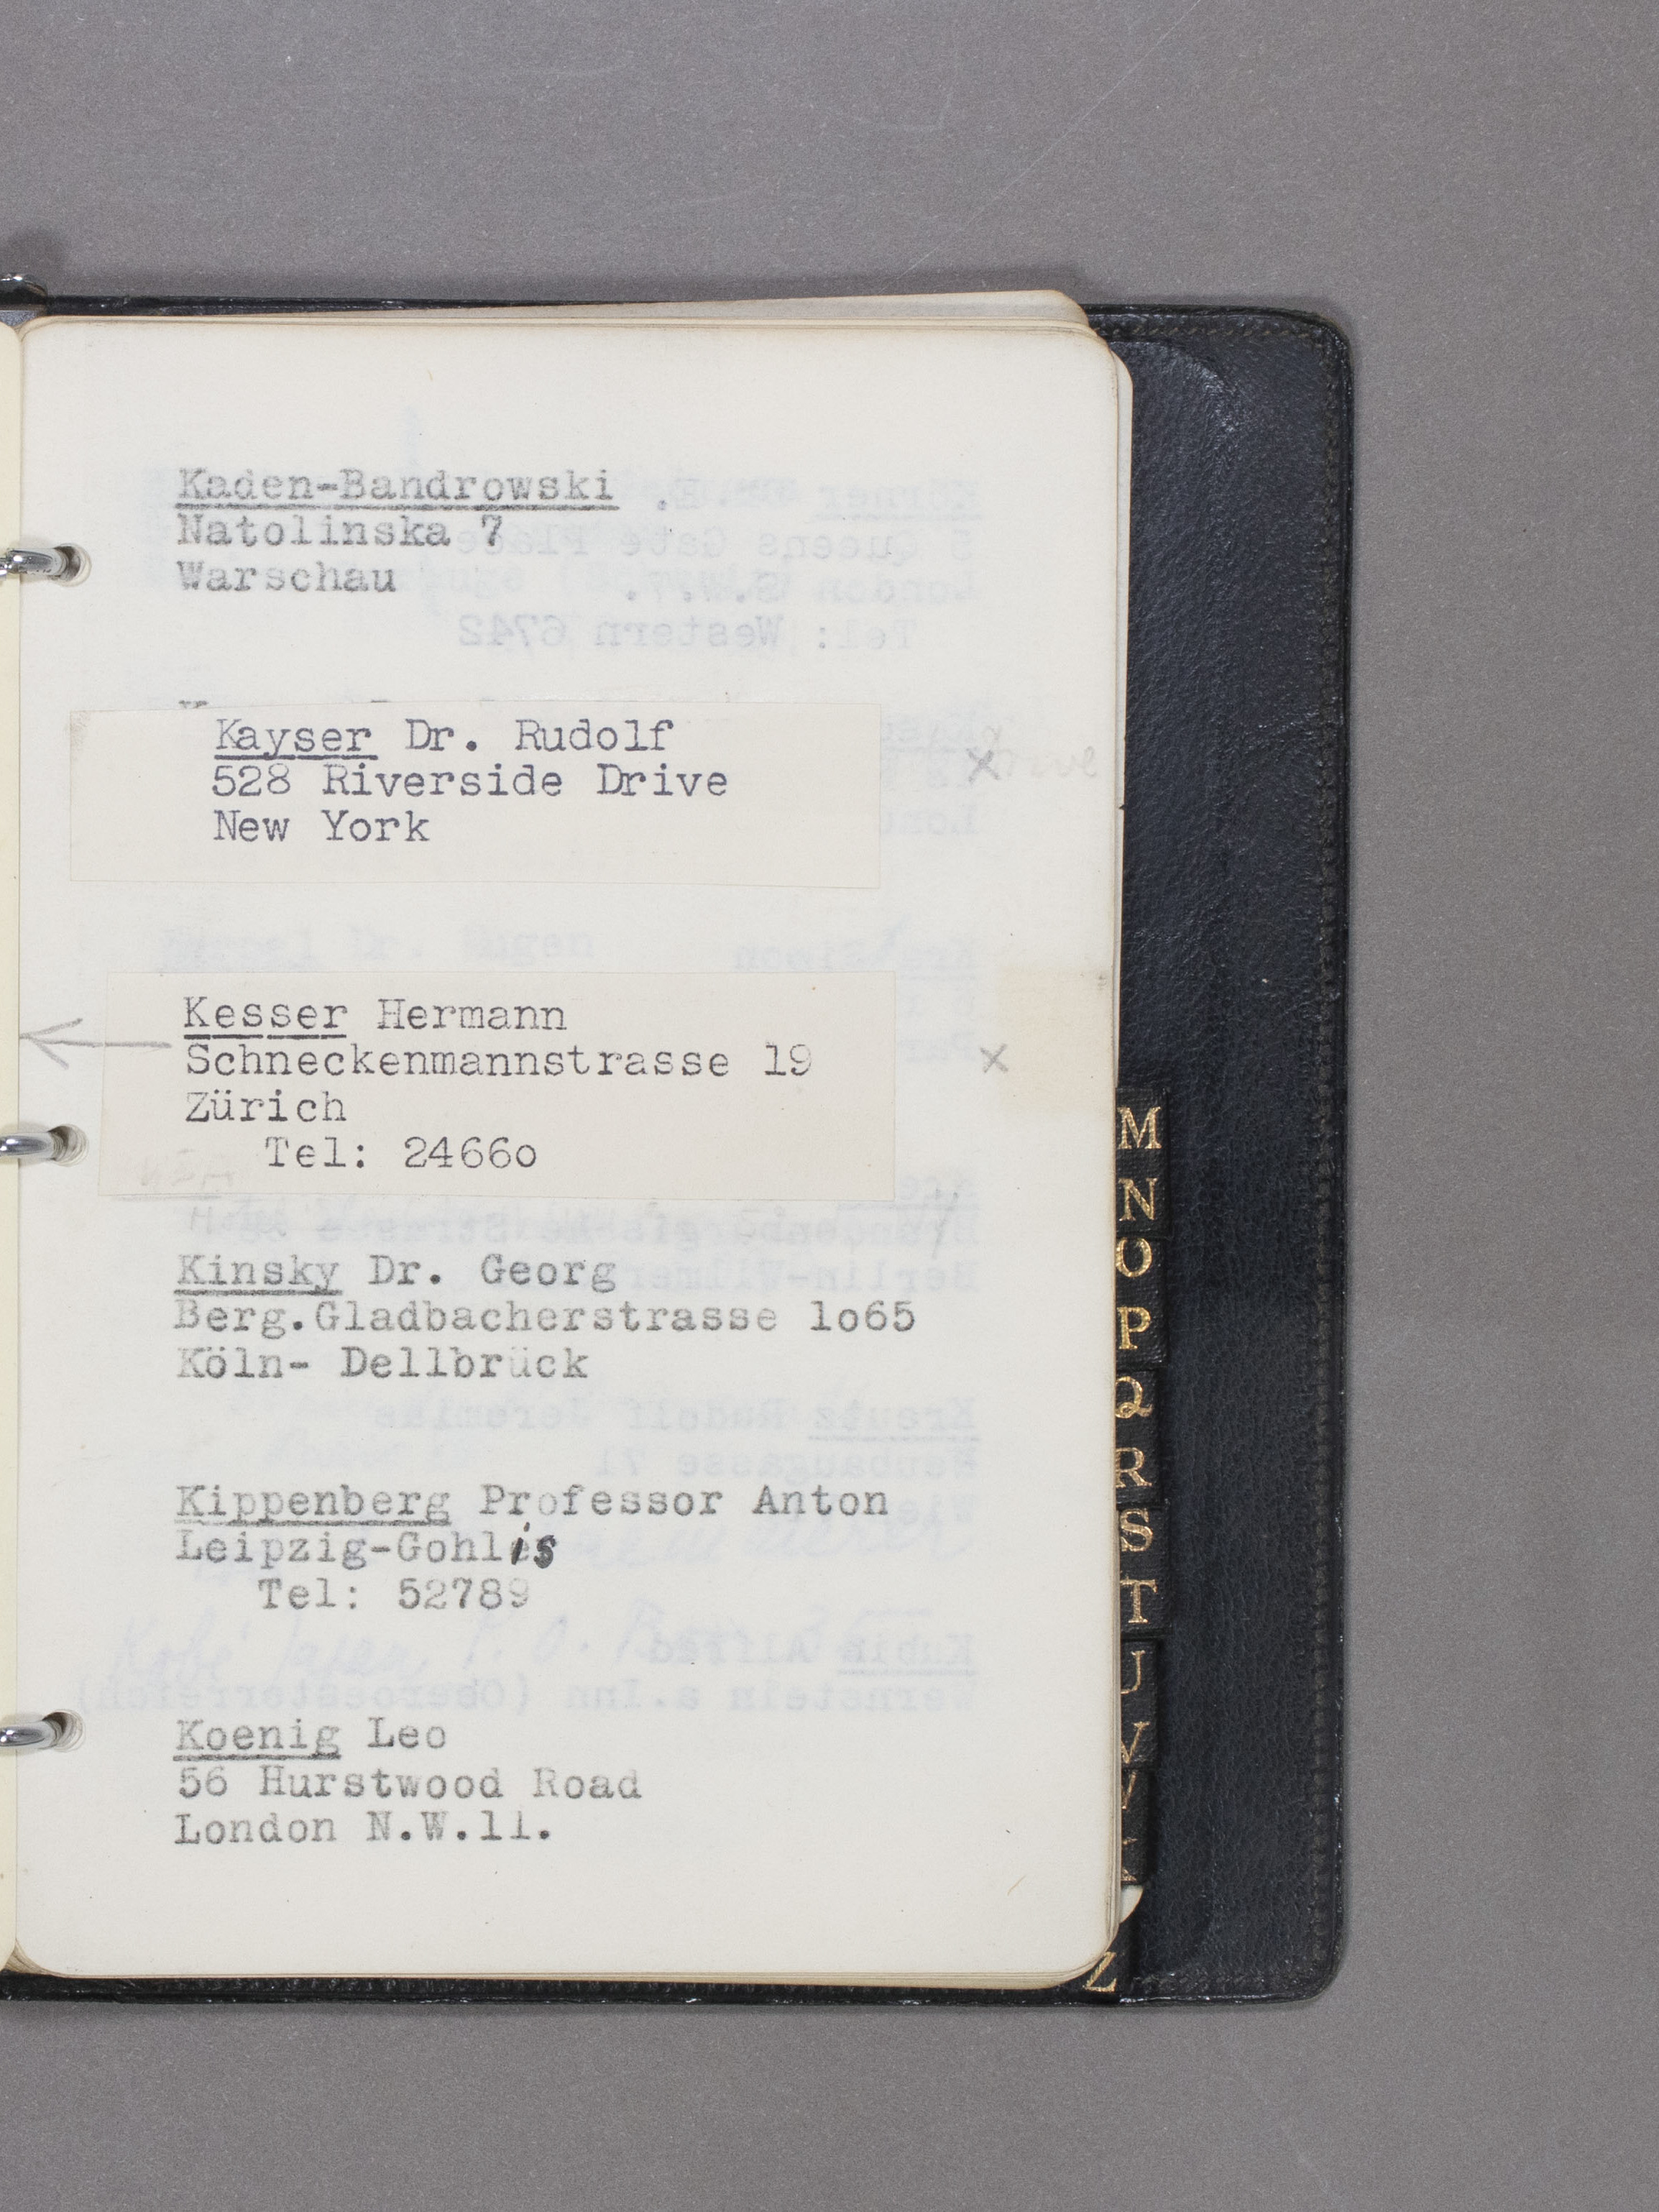 Kaden-Bandrowski
Natolinska 7
Warschau
Kayser Dr. Rudolf
528 Riverside Drive
New York
x
Kesser Hermann
Schneckenmannstrasse 19
Zürich
Tel: 2466o
x
Kinsky Dr. Georg
Berg.Gladbacherstrasse 1o65
Köln- Dellbrück
Kippenberg Professor Anton
Leipzig-Gohlis
Tel: 52789
Koenig Leo
56 Hurstwood Road
London N.W.11.
M
N
O
P
Q
R
S
T
U
V
W
Z